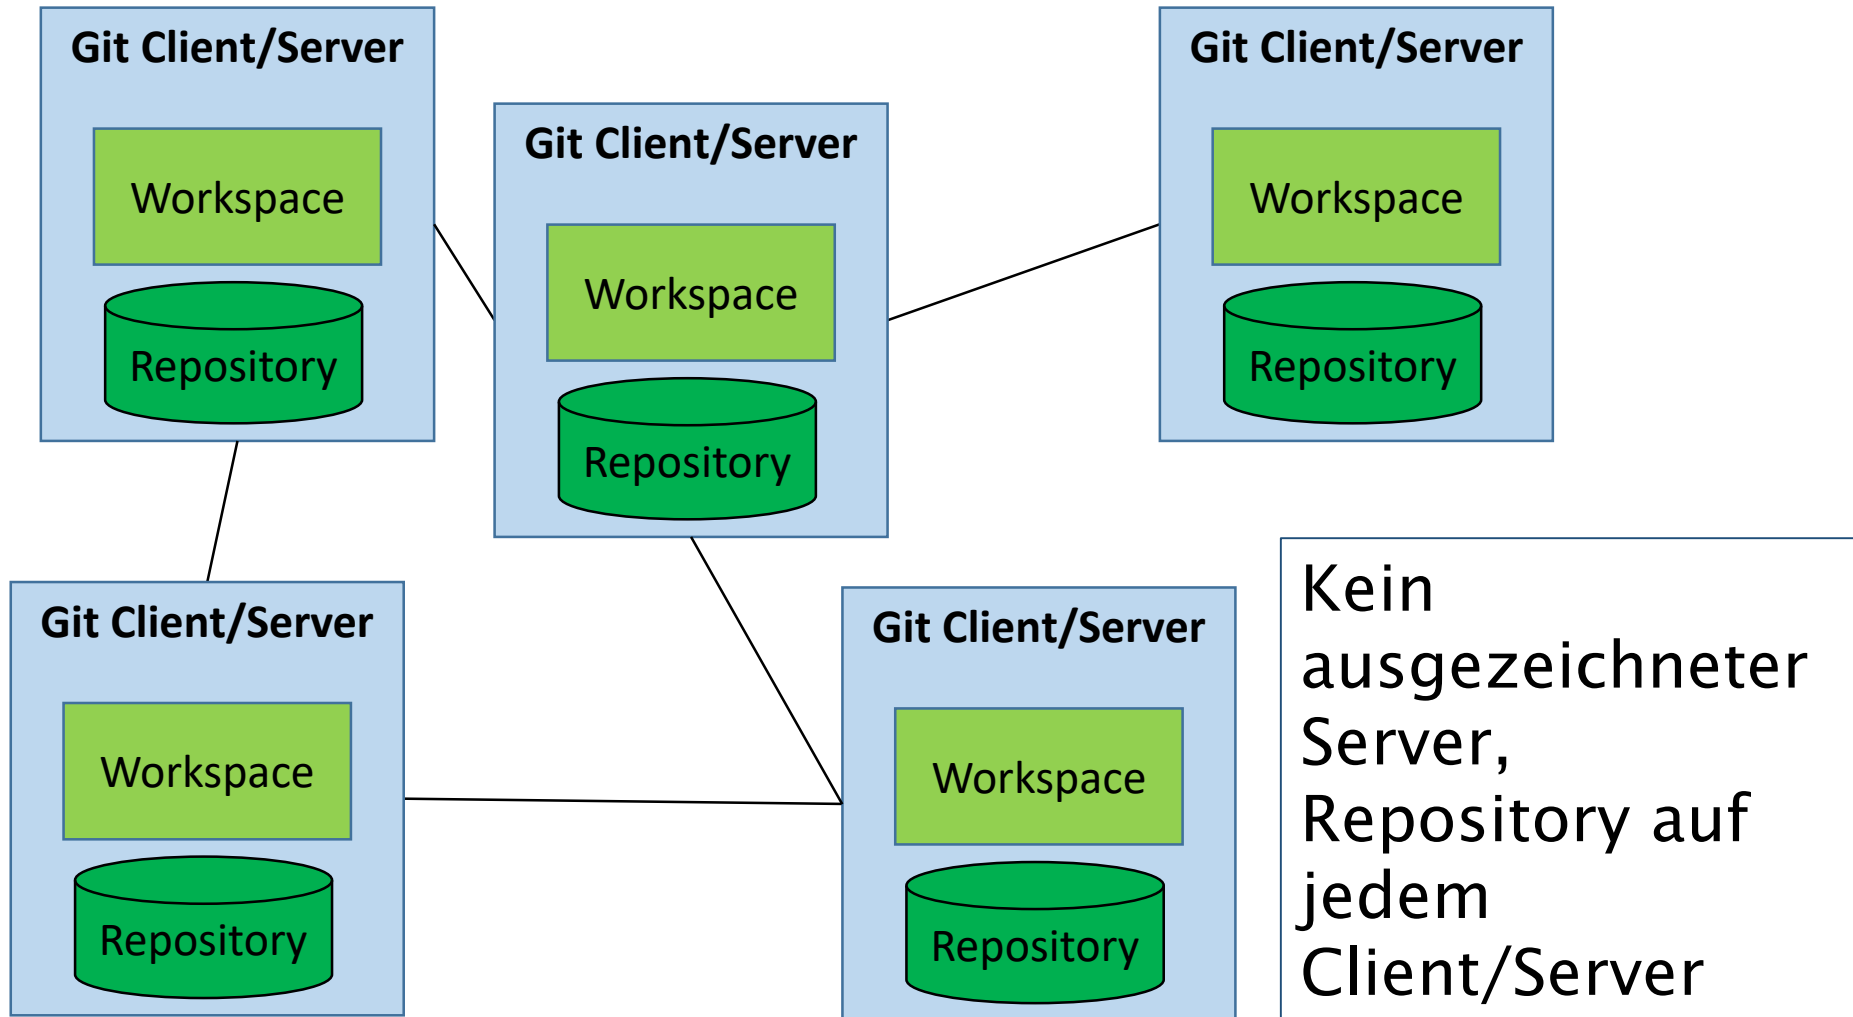 Git Client/Server
Workspace
Repository
Git Client/Server
Workspace
Repository
Git Client/Server
Workspace
Repository
Git Client/Server
Workspace
Repository
Git Client/Server
Workspace
Repository
Kein
ausgezeichneter
Server,
Repository auf
jedem
Client/Server